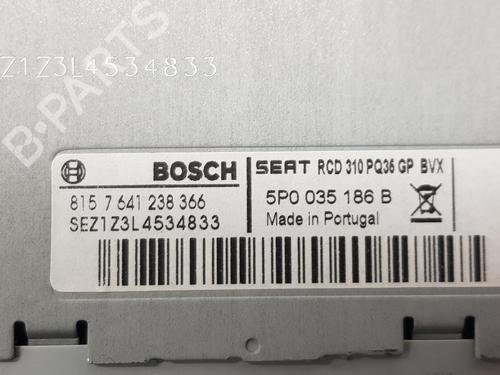 Z1Z3L4534833
B-PARTS
BOSCH
SEAT RCD 310 PQ36 GP BVX
815 7 641 238 366
5P0 035 186 B
SEZ1Z3L4534833
Made in Portugal